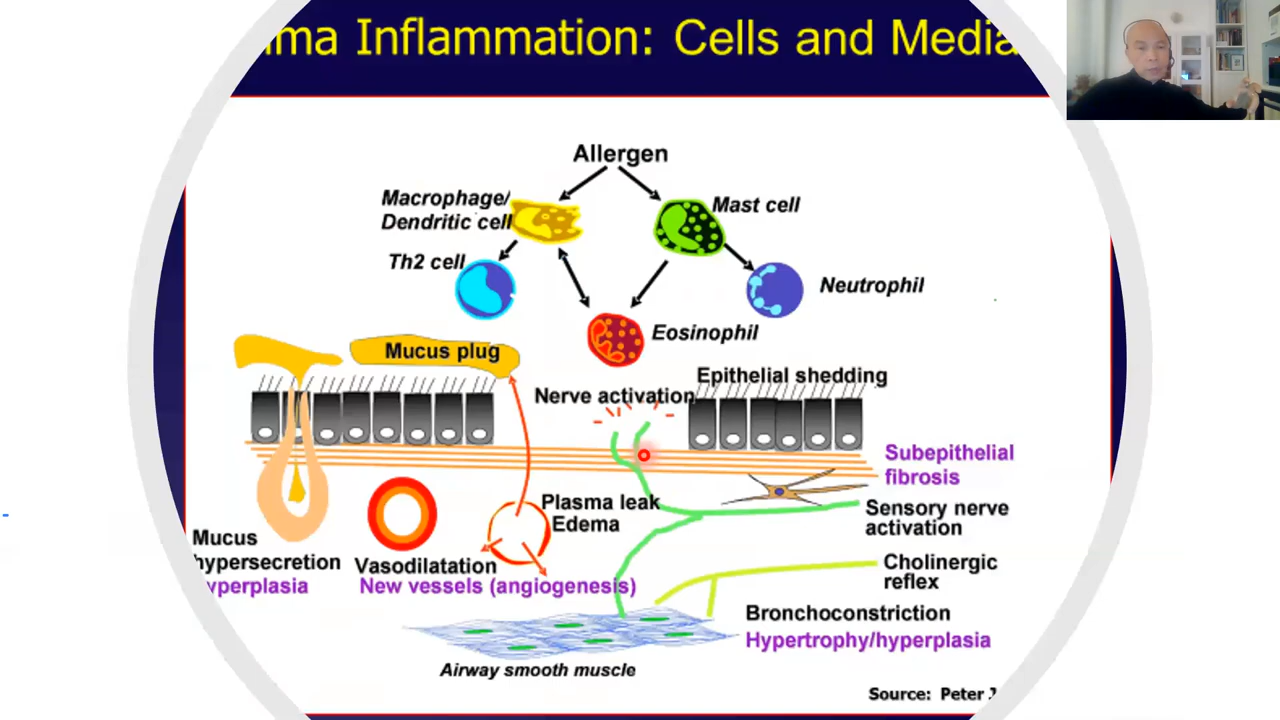 ma Inflammation: Cells and Media
Allergen
Macrophage/
Dendritic cell
Mast cell
Th2 cell
Neutrophil
Eosinophil
Mucus plug
Nerve activation
Epithelial shedding
Subepithelial
fibrosis
Plasma leak
Edema
Sensory nerve
activation
Mucus
hypersecretion
yperplasia
Vasodilatation
New vessels (angiogenesis)
Cholinergic
reflex
Bronchoconstriction
Hypertrophy/hyperplasia
Airway smooth muscle
Source: Peter J